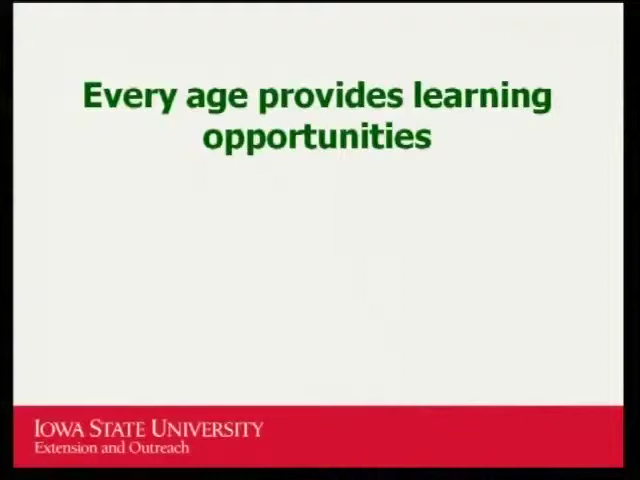 Every age provides learning
opportunities
IOWA STATE UNIVERSITY
Extension and Outreach